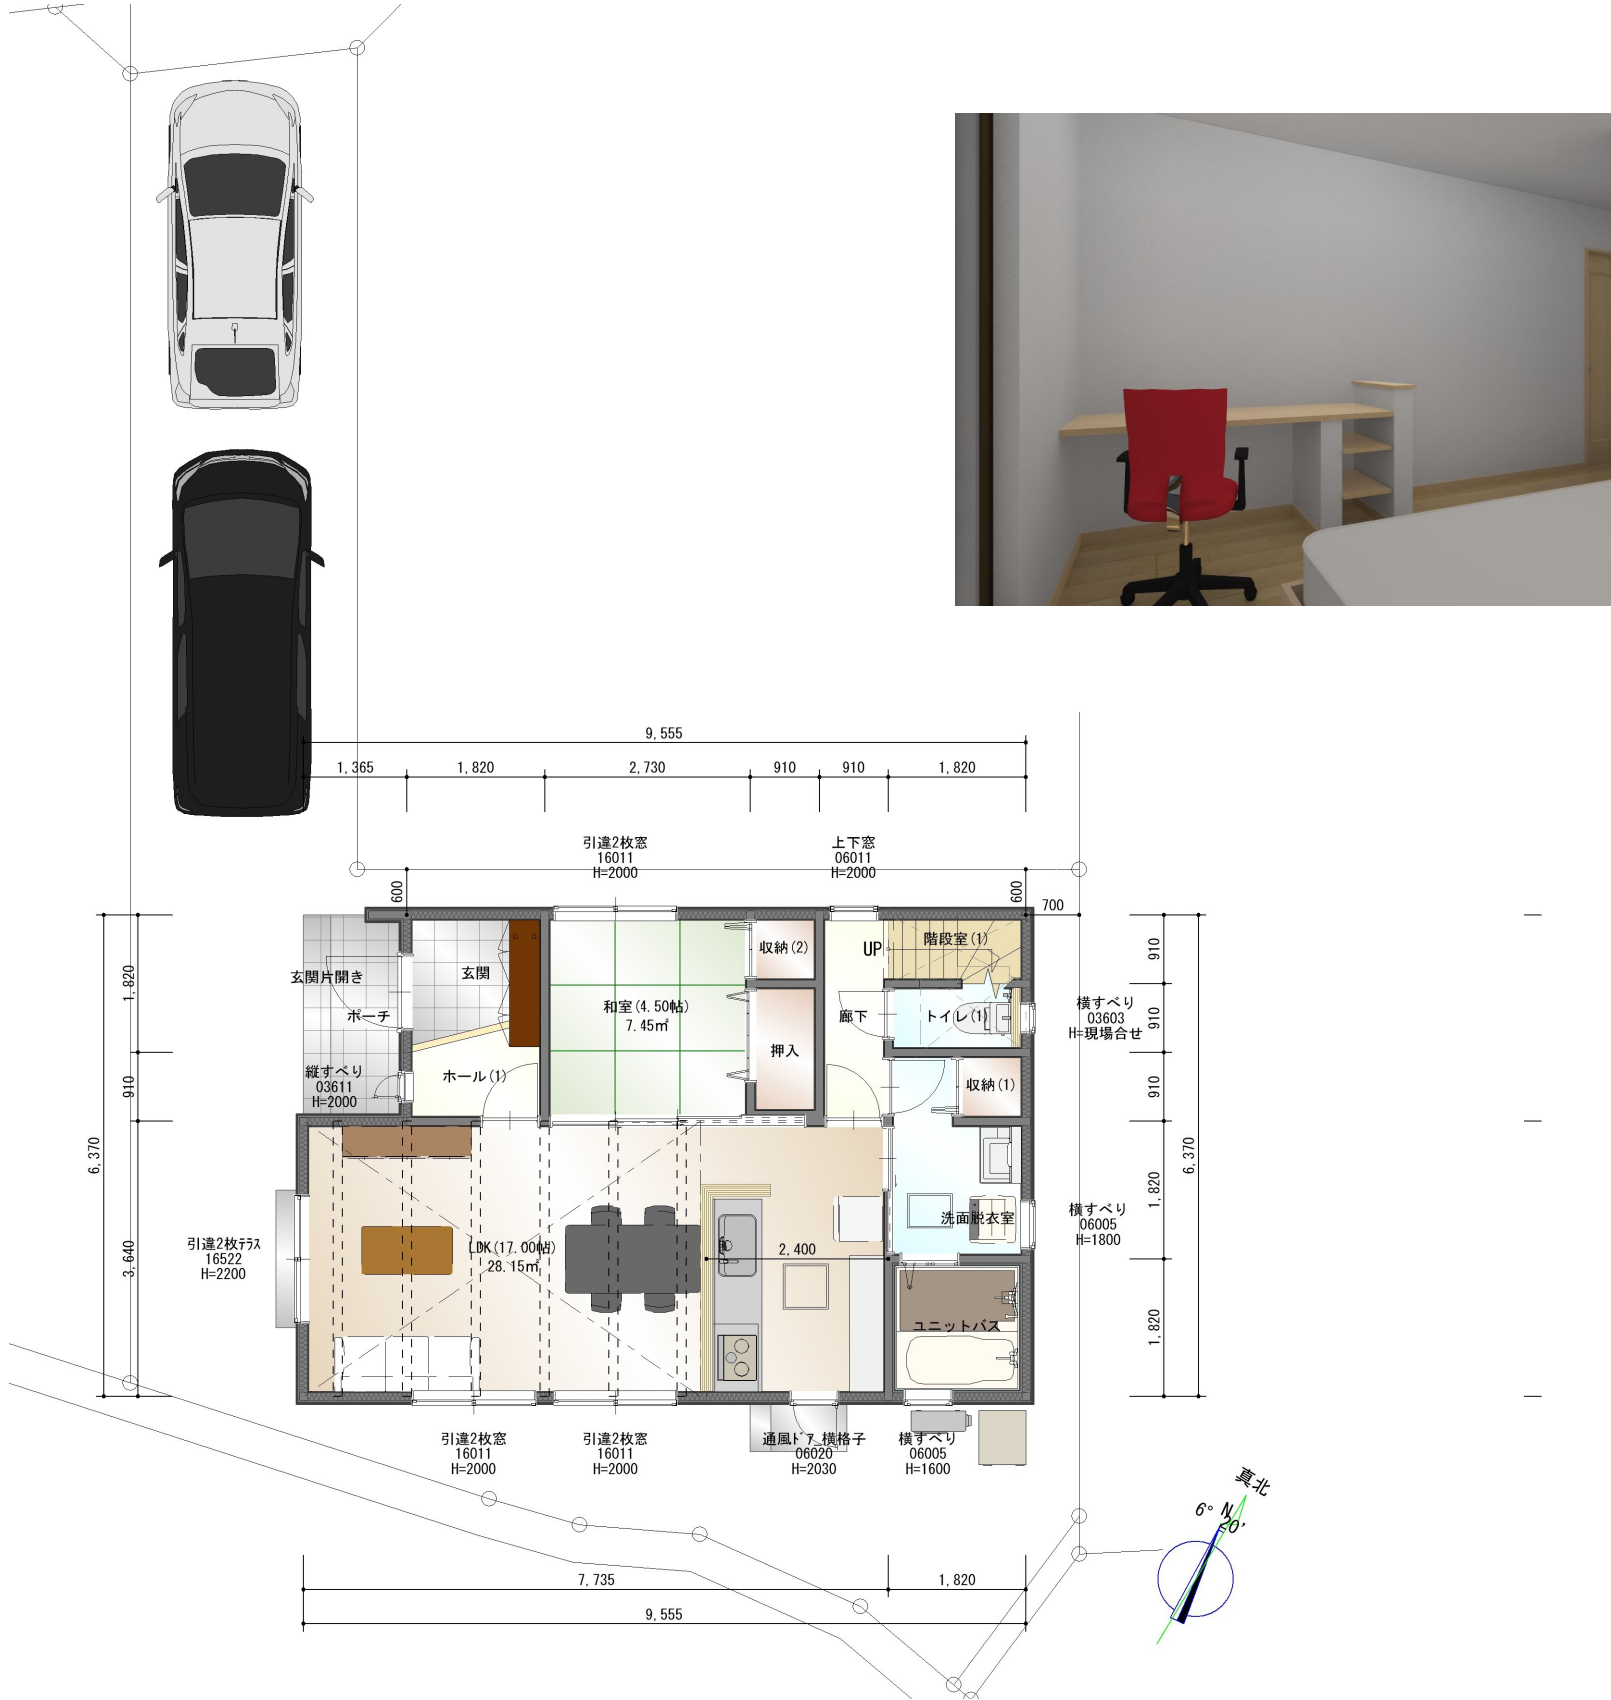 9,555
1,365
1,820
2,730
910
910
1,820
引違2枚窓
16011
H=2000
上下窓
06011
H=2000
600
600
700
玄関片開き
玄関
ポーチ
縦すべり
03611
H=2000
ホール(1)
和室(4.50帖)
7.45㎡
収納(2)
押入
UP
階段室(1)
廊下
トイレ(1)
収納(1)
横すべり
03603
H=現場合せ
1,820
910
3,640
6,370
910
910
910
1,820
1,820
6,370
引違2枚テラス
16522
H=2200
LDK(17.00帖)
28.15㎡
2,400
洗面脱衣室
横すべり
06005
H=1800
ユニットバス
引違2枚窓
16011
H=2000
引違2枚窓
16011
H=2000
通風ドア_横格子
06020
H=2030
横すべり
06005
H=1600
真北
6° 20'
N
7,735
1,820
9,555